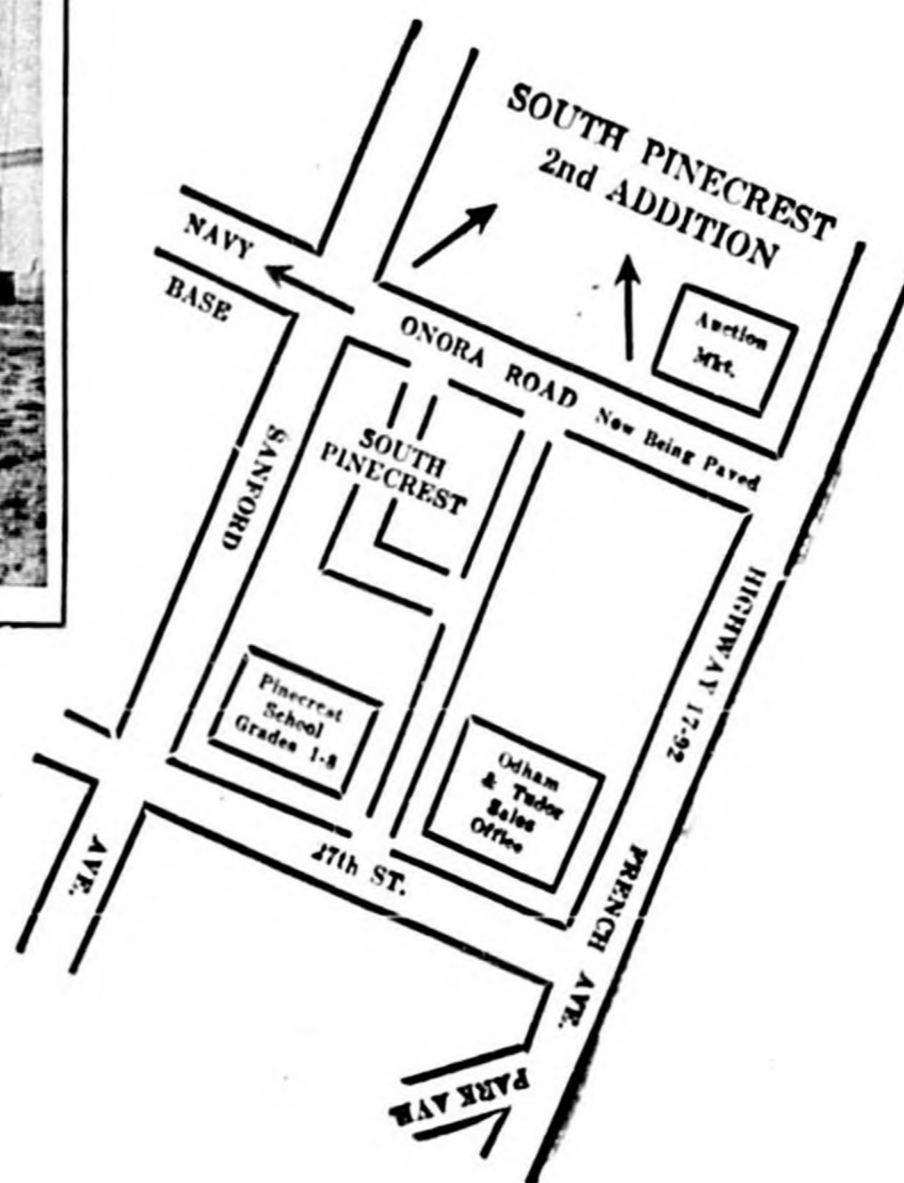 SOUTH PINECREST
2nd ADDITION
NAVY
BASE
Auction
Mkt.
ONORA ROAD Now Being Paved
SOUTH
PINECREST
SANFORD
HIGHWAY 17-92
Pinecrest
School
Grades 1-8
Odham
& Tudor
Sales
Office
27th ST.
AVE.
FRENCH AVE.
PARK AVE